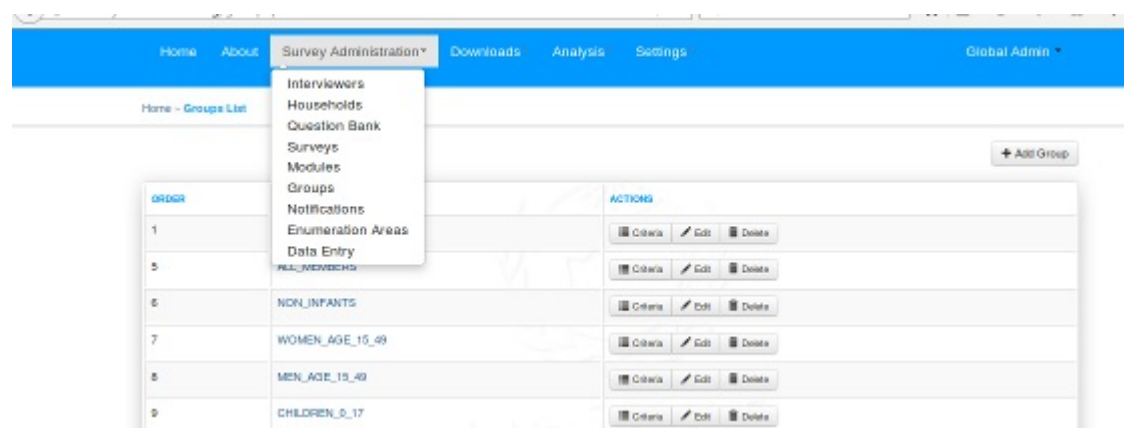 Home About Survey Administration Downloads Analysis Settings Global Admin
Interviewers
Home - Groups List
Households
Question Bank
Surveys
+ Add Group
Modules
Groups
ORDER ACTIONS
Notifications
1 Enumeration Areas Criteria Edit Delete
Data Entry
5 ALL_MEMBERS Criteria Edit Delete
6 NON_INFANTS Criteria Edit Delete
7 WOMEN_AGE_15_49 Criteria Edit Delete
8 MEN_AGE_15_49 Criteria Edit Delete
9 CHILDREN_0_17 Criteria Edit Delete